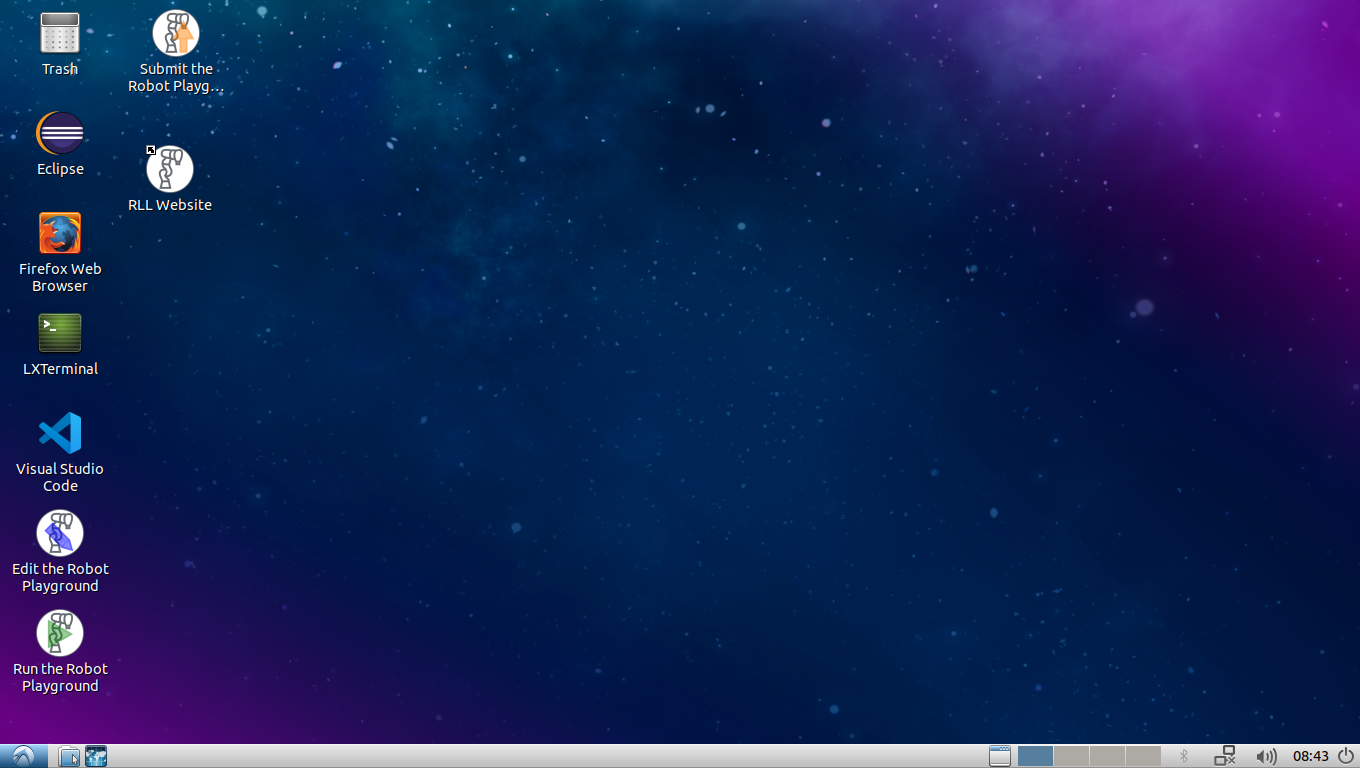 Trash
Submit the
Robot Playg...
Eclipse
RLL Website
Firefox Web
Browser
LXTerminal
Visual Studio
Code
Edit the Robot
Playground
Run the Robot
Playground
08:43